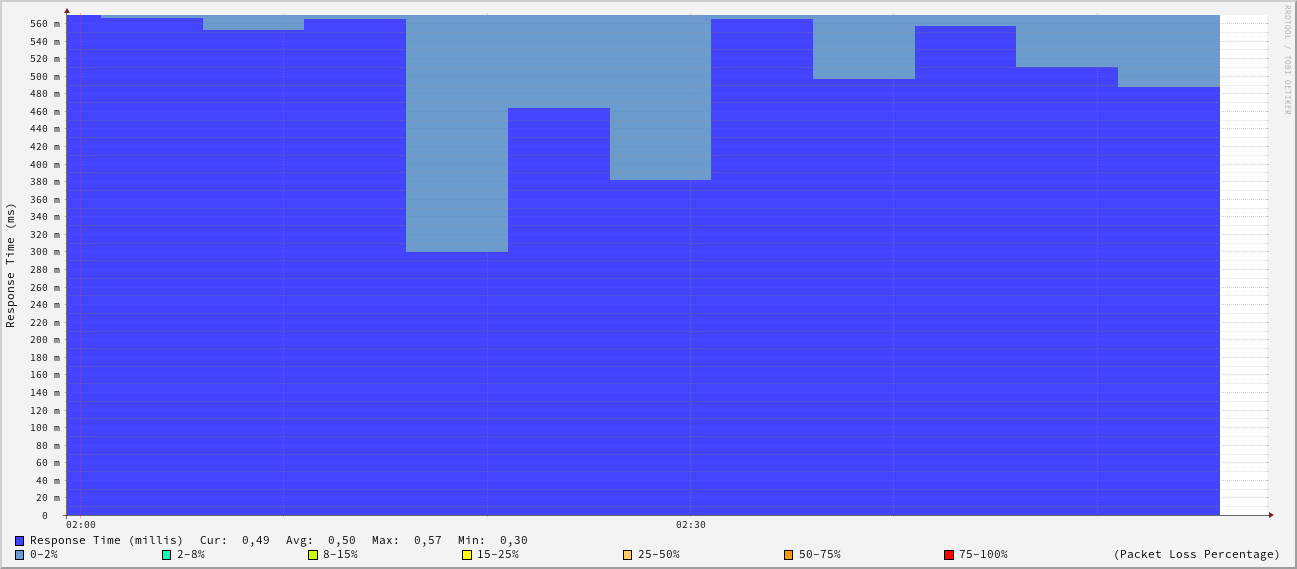 RRDTOOL / TOBI OETIKER
Response Time (ms)
560 m
540 m
520 m
500 m
480 m
460 m
440 m
420 m
400 m
380 m
360 m
340 m
320 m
300 m
280 m
260 m
240 m
220 m
200 m
180 m
160 m
140 m
120 m
100 m
80 m
60 m
40 m
20 m
0
02:00 02:30
Response Time (millis) Cur: 0,49 Avg: 0,50 Max: 0,57 Min: 0,30
0-2% 2-8% 8-15% 15-25% 25-50% 50-75% 75-100% (Packet Loss Percentage)